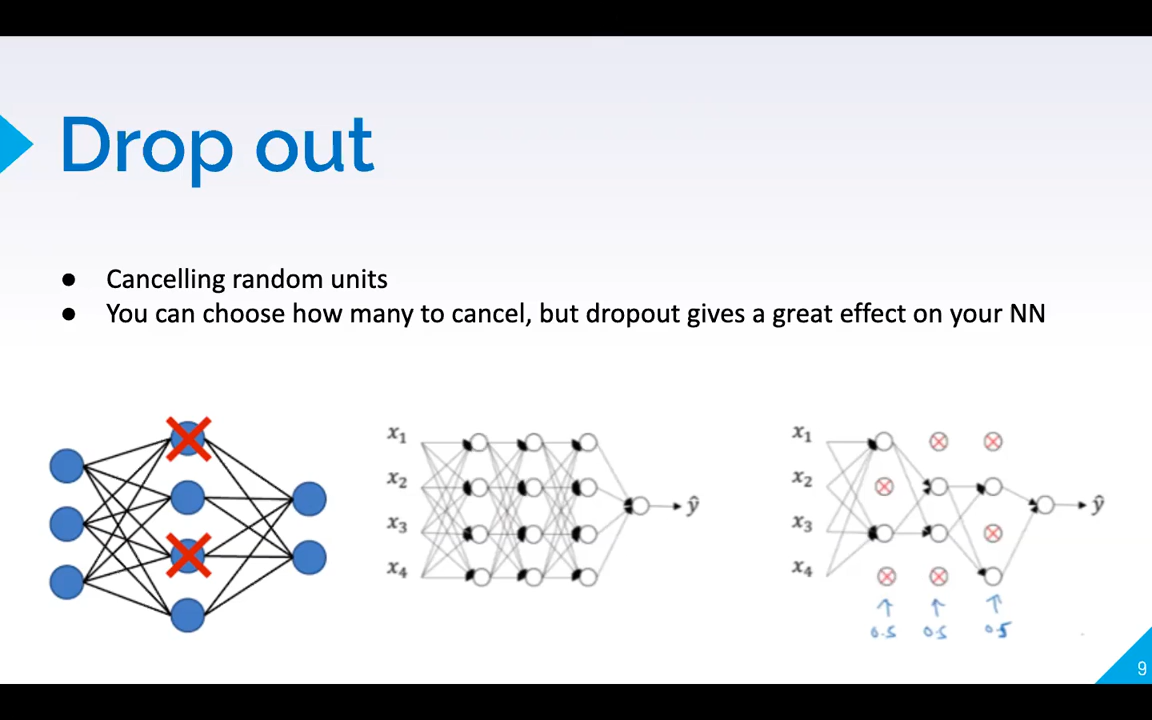 Drop out
● Cancelling random units
● You can choose how many to cancel, but dropout gives a great effect on your NN
x₁
x₂
x₃
x₄
ŷ
x₁
x₂
x₃
x₄
ŷ
0.5 0.5 0.5
9